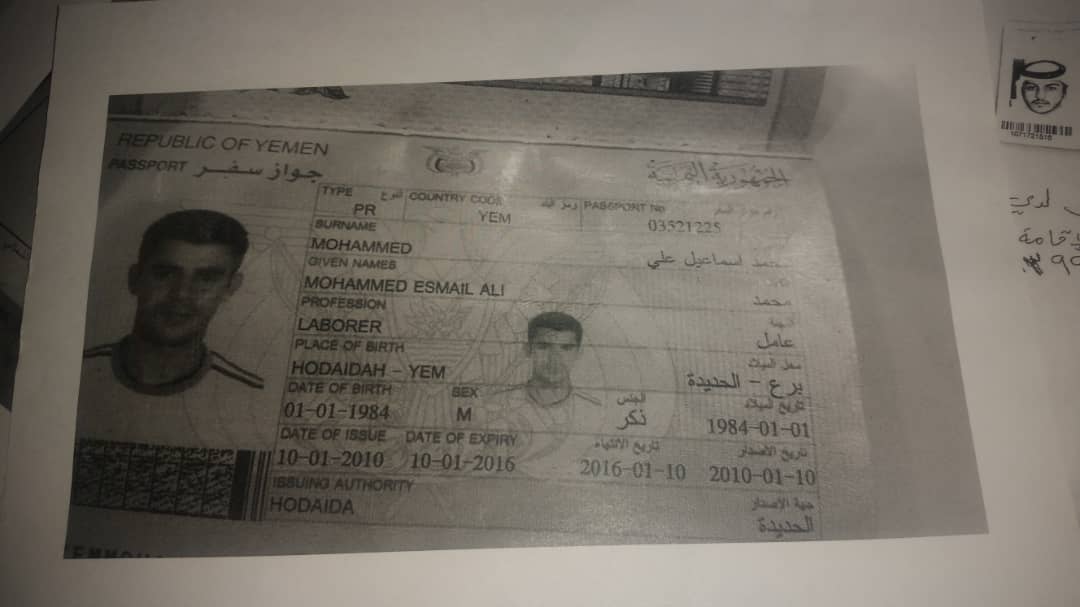 REPUBLIC OF YEMEN
الجمهورية اليمنية
PASSPORT جواز سفر
TYPE COUNTRY CODE رمز البلد PASSPORT No
PR YEM 03521225
SURNAME
MOHAMMED
اسماعيل علي
GIVEN NAMES
MOHAMMED ESMAIL ALI
محمد
PROFESSION
LABORER
عامل
PLACE OF BIRTH
محل الميلاد
HODAIDAH - YEM
برع - الحديدة
DATE OF BIRTH SEX الجنس تاريخ الميلاد
01-01-1984 M ذكر 1984-01-01
DATE OF ISSUE DATE OF EXPIRY تاريخ الانتهاء تاريخ الاصدار
10-01-2010 10-01-2016 2016-01-10 2010-01-10
ISSUING AUTHORITY
جهة الاصدار
HODAIDA
الحديدة
لدي